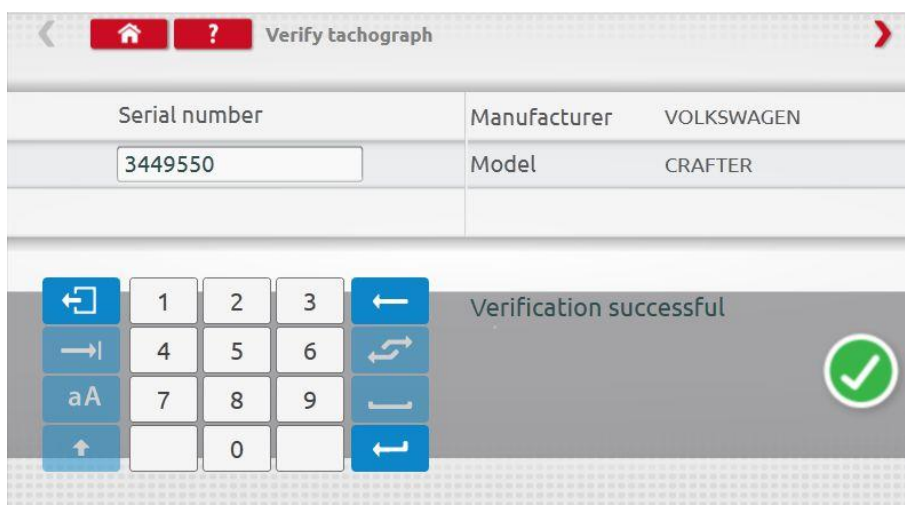 ? Verify tachograph
Serial number
Manufacturer VOLKSWAGEN
3449550
Model CRAFTER
1 2 3
Verification successful
4 5 6
aA 7 8 9
0